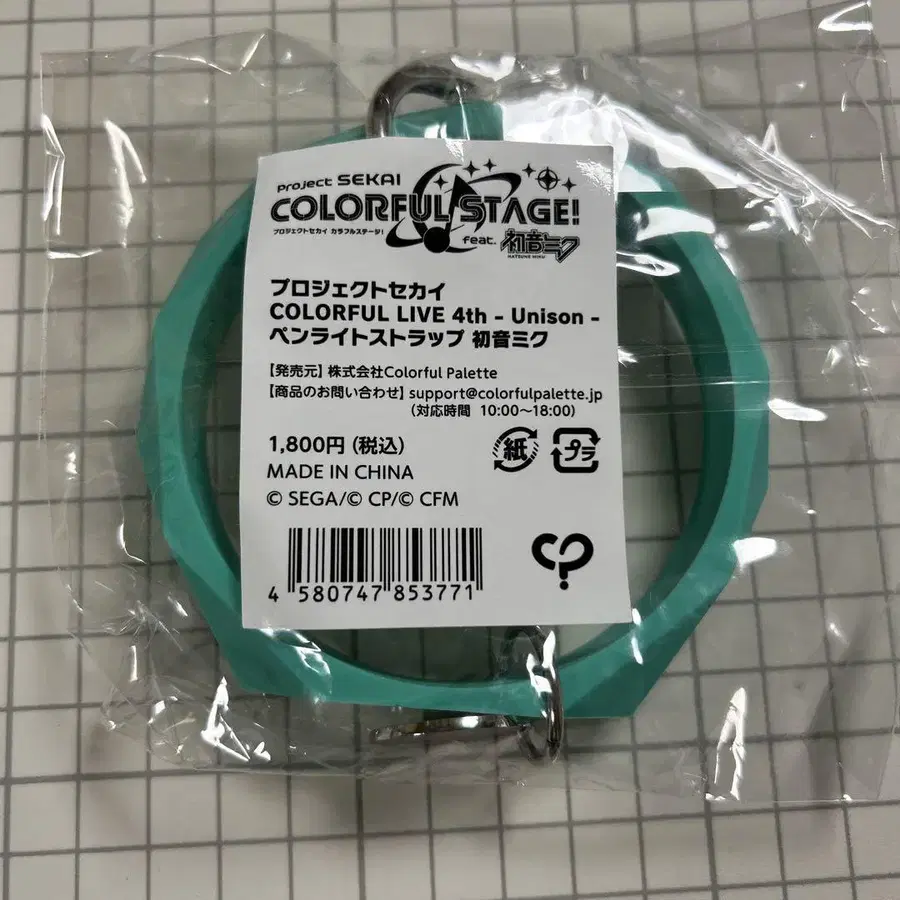 Project SEKAI
COLORFUL STAGE!
プロジェクトセカイ カラフルステージ!
feat. 初音ミク
HATSUNE MIKU
プロジェクトセカイ
COLORFUL LIVE 4th - Unison -
ペンライトストラップ 初音ミク
【発売元】株式会社Colorful Palette
【商品のお問い合わせ】support@colorfulpalette.jp
(対応時間 10:00~18:00)
1,800円(税込)
紙 プラ
MADE IN CHINA
© SEGA/© CP/© CFM
4 580747 853771